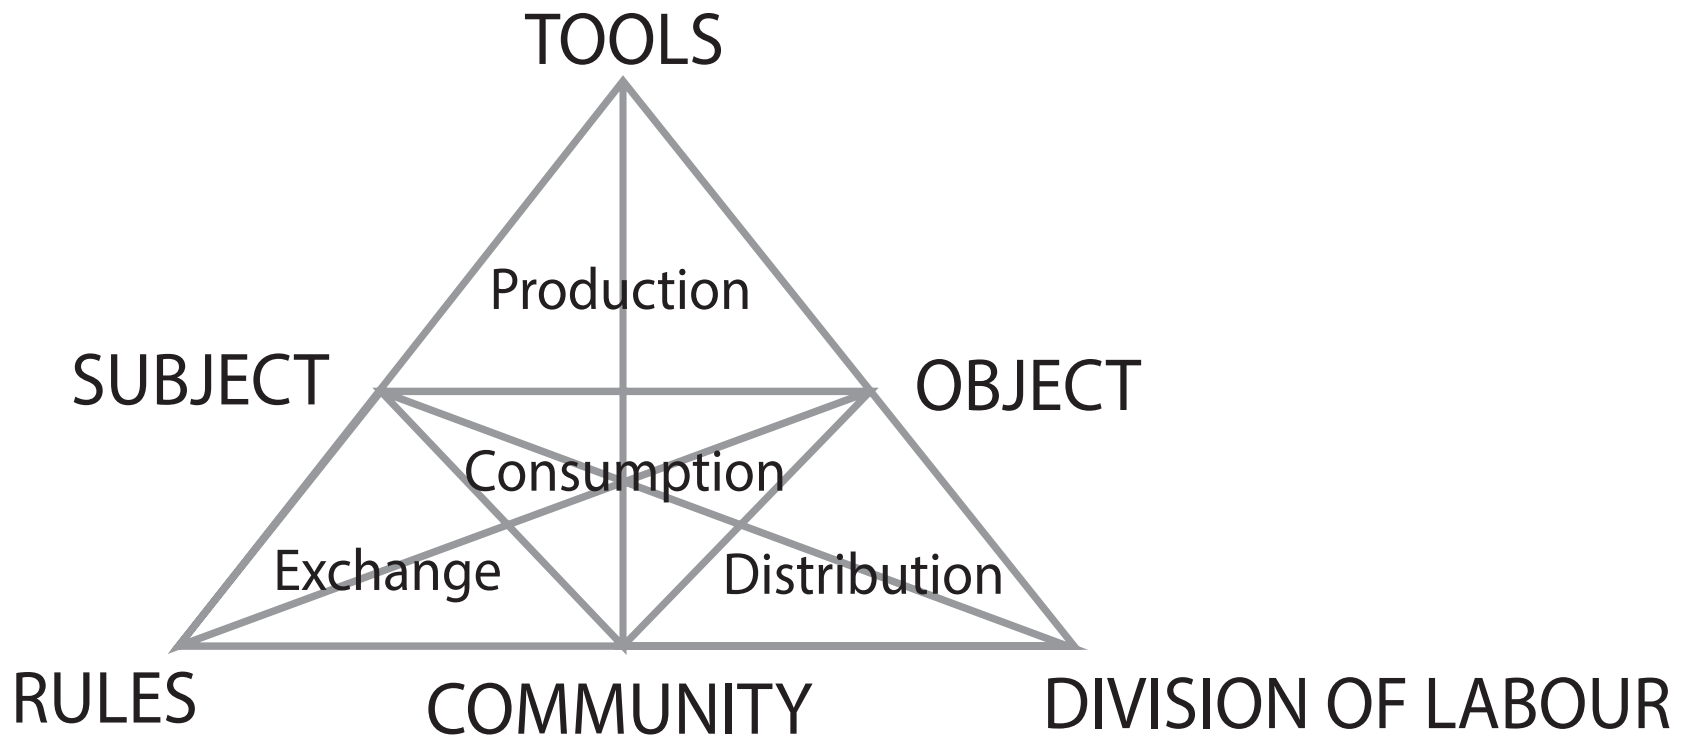 TOOLS
Production
SUBJECT
OBJECT
Consumption
Exchange
Distribution
RULES
COMMUNITY
DIVISION OF LABOUR